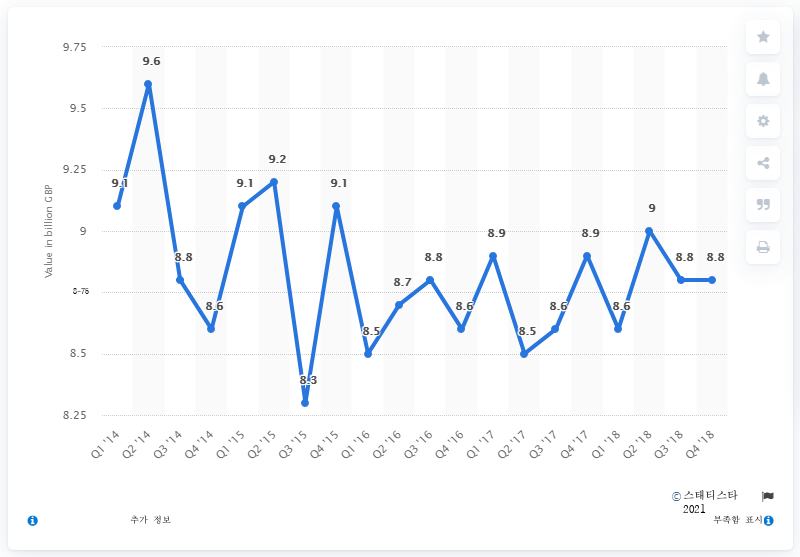 9.75
9.5
9.25
9
8.75
8.5
8.25
Value in billion GBP
9.1
9.6
8.8
8.6
9.1
9.2
8.3
9.1
8.5
8.7
8.8
8.6
8.9
8.5
8.6
8.9
8.6
9
8.8
8.8
Q1 '14
Q2 '14
Q3 '14
Q4 '14
Q1 '15
Q2 '15
Q3 '15
Q4 '15
Q1 '16
Q2 '16
Q3 '16
Q4 '16
Q1 '17
Q2 '17
Q3 '17
Q4 '17
Q1 '18
Q2 '18
Q3 '18
Q4 '18
© 스태티스타
2021
추가 정보
부족함 표시